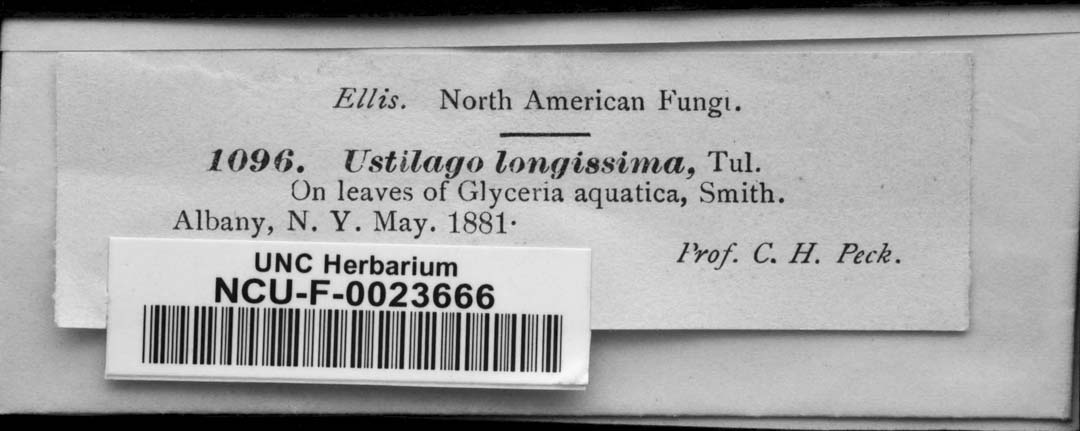 Ellis. North American Fungi.
1096. Ustilago longissima, Tul.
On leaves of Glyceria aquatica, Smith.
Albany, N. Y. May. 1881.
Prof. C. H. Peck.
UNC Herbarium
NCU-F-0023666